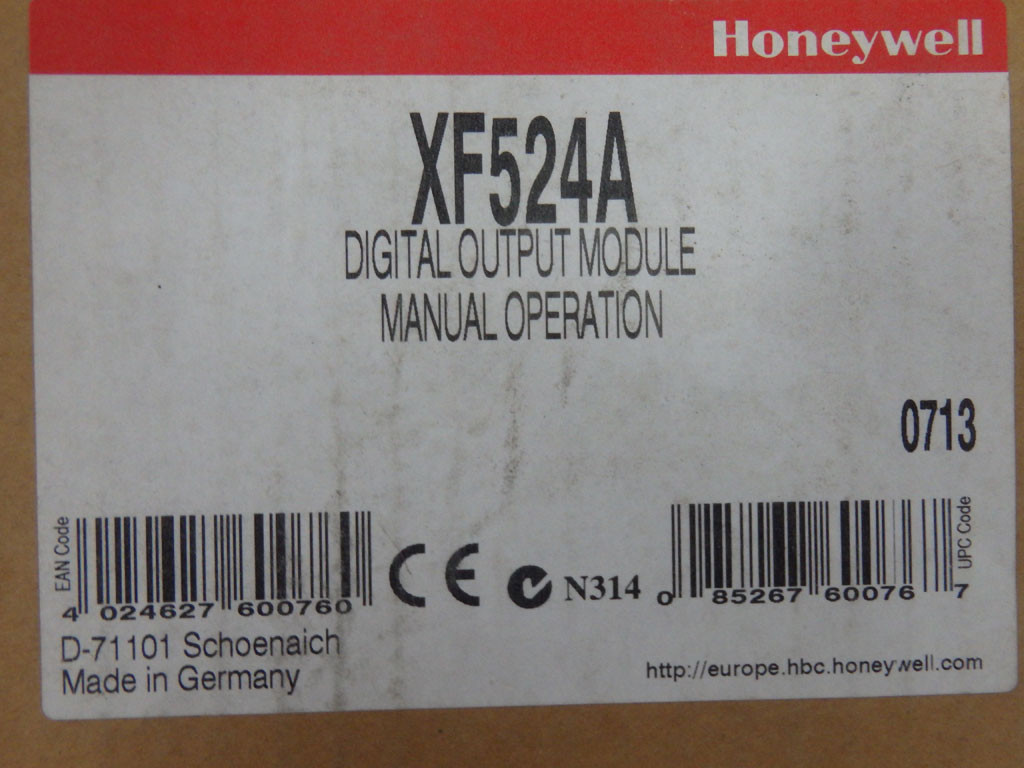 Honeywell
XF524A
DIGITAL OUTPUT MODULE
MANUAL OPERATION
0713
EAN Code
4 024627 600760
CE
N314
0 85267 60076 7
UPC Code
D-71101 Schoenaich
Made in Germany
http://europe.hbc.honeywell.com